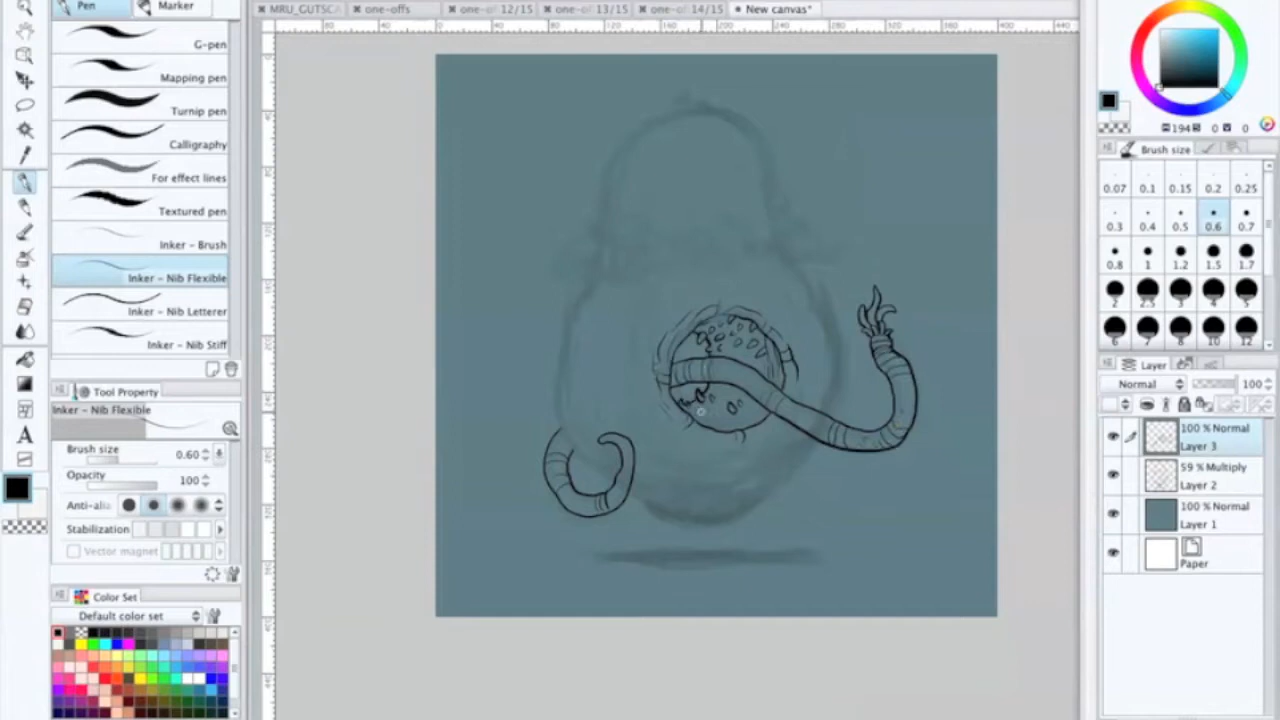 Pen
Marker
MRU_GUTSCA
one-offs
one-of 12/15
one-of 13/15
one-of 14/15
New canvas*
G-pen
Mapping pen
Turnip pen
Calligraphy
For effect lines
Textured pen
Inker - Brush
Inker - Nib Flexible
Inker - Nib Letterer
Inker - Nib Stiff
Tool Property
Inker - Nib Flexible
Brush size 0.60
Opacity 100
Anti-alia
Stabilization
Vector magnet
Color Set
Default color set
194 0 0
Brush size
0.07 0.1 0.15 0.2 0.25
0.3 0.4 0.5 0.6 0.7
0.8 1 1.2 1.5 1.7
2 2.5 3 4 5
6 7 8 10 12
Layer
Normal 100
100 % Normal
Layer 3
59 % Multiply
Layer 2
100 % Normal
Layer 1
Paper